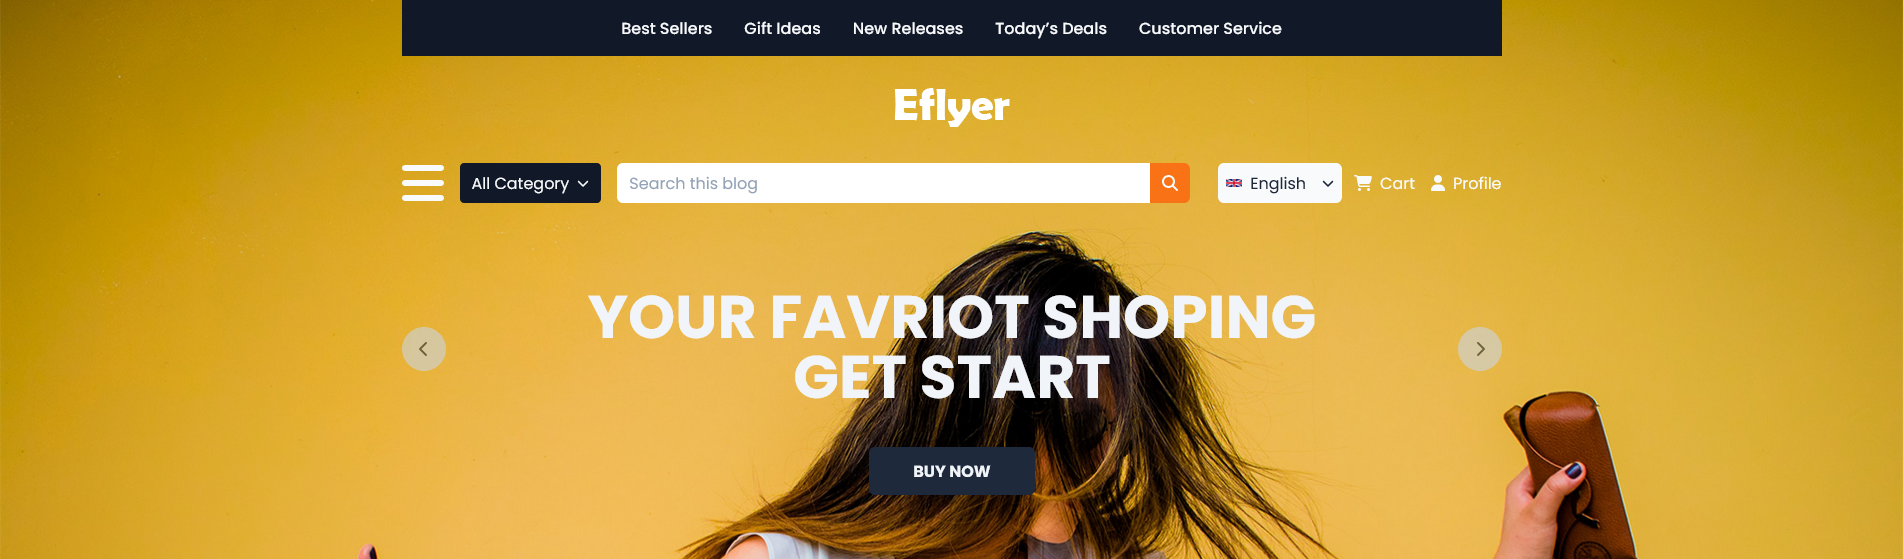 Best Sellers Gift Ideas New Releases Today’s Deals Customer Service
Eflyer
All Category Search this blog English Cart Profile
YOUR FAVRIOT SHOPING
GET START
BUY NOW